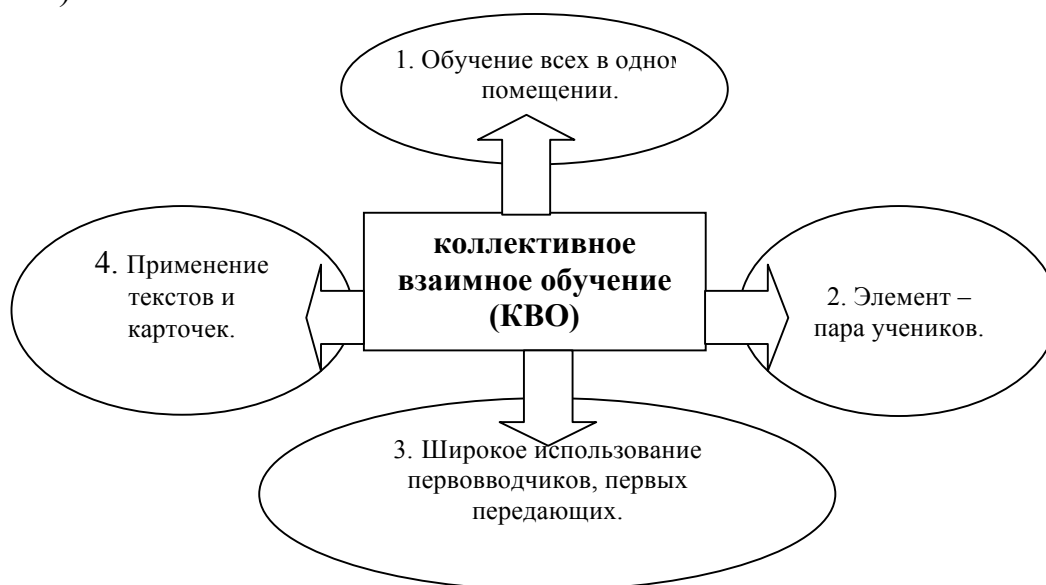 )
1. Обучение всех в одном
помещении.
коллективное
взаимное обучение
(КВО)
4. Применение
текстов и
карточек.
2. Элемент –
пара учеников.
3. Широкое использование
первовводчиков, первых
передающих.